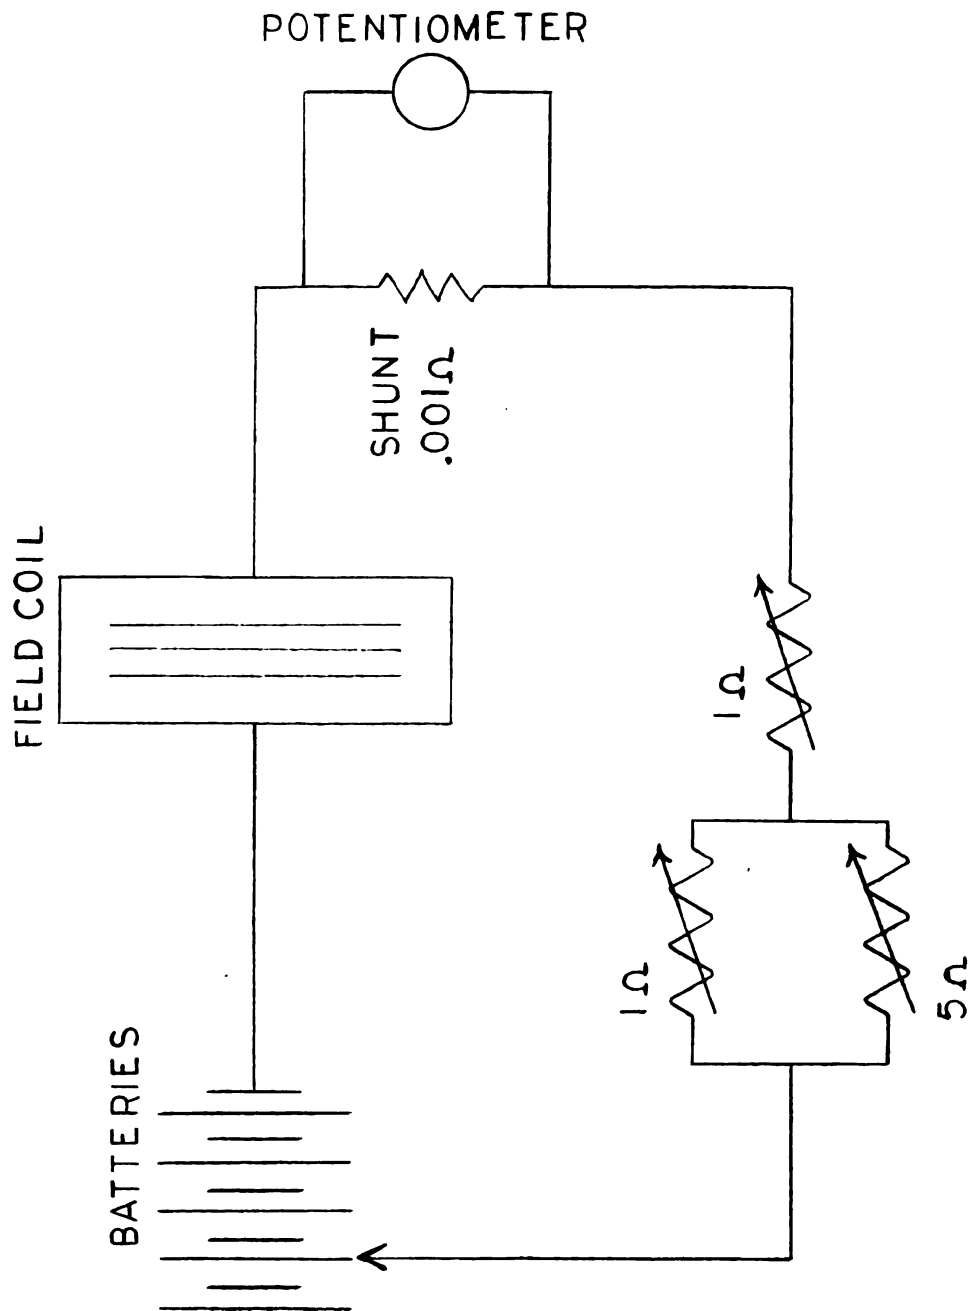 POTENTIOMETER
SHUNT
.001Ω
FIELD COIL
1Ω
1Ω
5Ω
BATTERIES